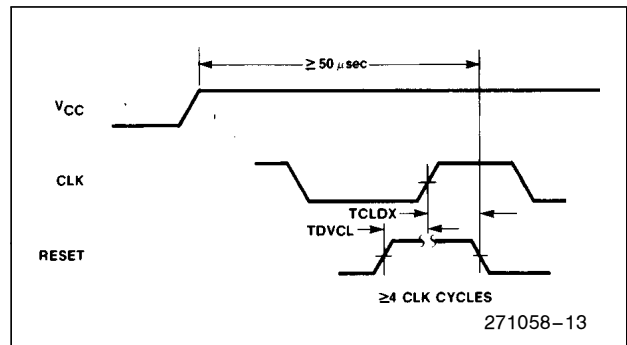 ≥ 50 μsec
VCC
CLK
TCLDX
TDVCL
RESET
≥4 CLK CYCLES
271058–13